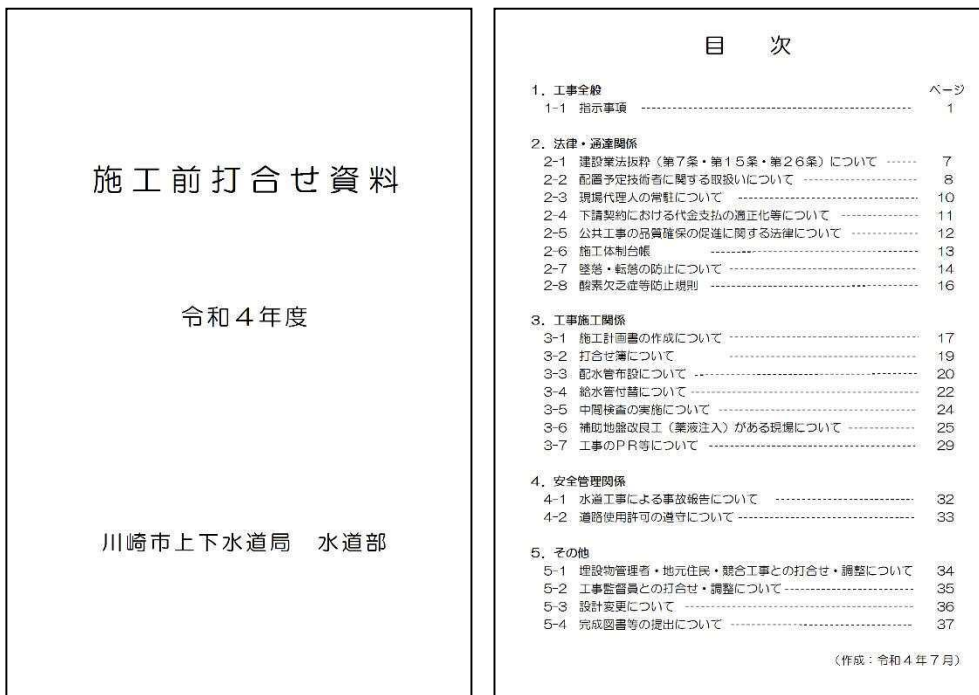 施工前打合せ資料
令和４年度
川崎市上下水道局　水道部
目　次
1．工事全般　ページ
1-1　指示事項 ---------- 1
2．法律・通達関係
2-1　建設業法抜粋（第７条・第１５条・第２６条）について ------ 7
2-2　配置予定技術者に関する取扱いについて ---------- 8
2-3　現場代理人の常駐について ---------- 10
2-4　下請契約における代金支払の適正化等について ---------- 11
2-5　公共工事の品質確保の促進に関する法律について ---------- 12
2-6　施工体制台帳 ---------- 13
2-7　墜落・転落の防止について ---------- 14
2-8　酸素欠乏症等防止規則 ---------- 16
3．工事施工関係
3-1　施工計画書の作成について ---------- 17
3-2　打合せ簿について ---------- 19
3-3　配水管布設について ---------- 20
3-4　給水管付替について ---------- 22
3-5　中間検査の実施について ---------- 24
3-6　補助地盤改良工（薬液注入）がある現場について ---------- 25
3-7　工事のＰＲ等について ---------- 29
4．安全管理関係
4-1　水道工事による事故報告について ---------- 32
4-2　道路使用許可の遵守について ---------- 33
5．その他
5-1　埋設物管理者・地元住民・競合工事との打合せ・調整について　34
5-2　工事監督員との打合せ・調整について ---------- 35
5-3　設計変更について ---------- 36
5-4　完成図書等の提出について ---------- 37
（作成：令和４年７月）